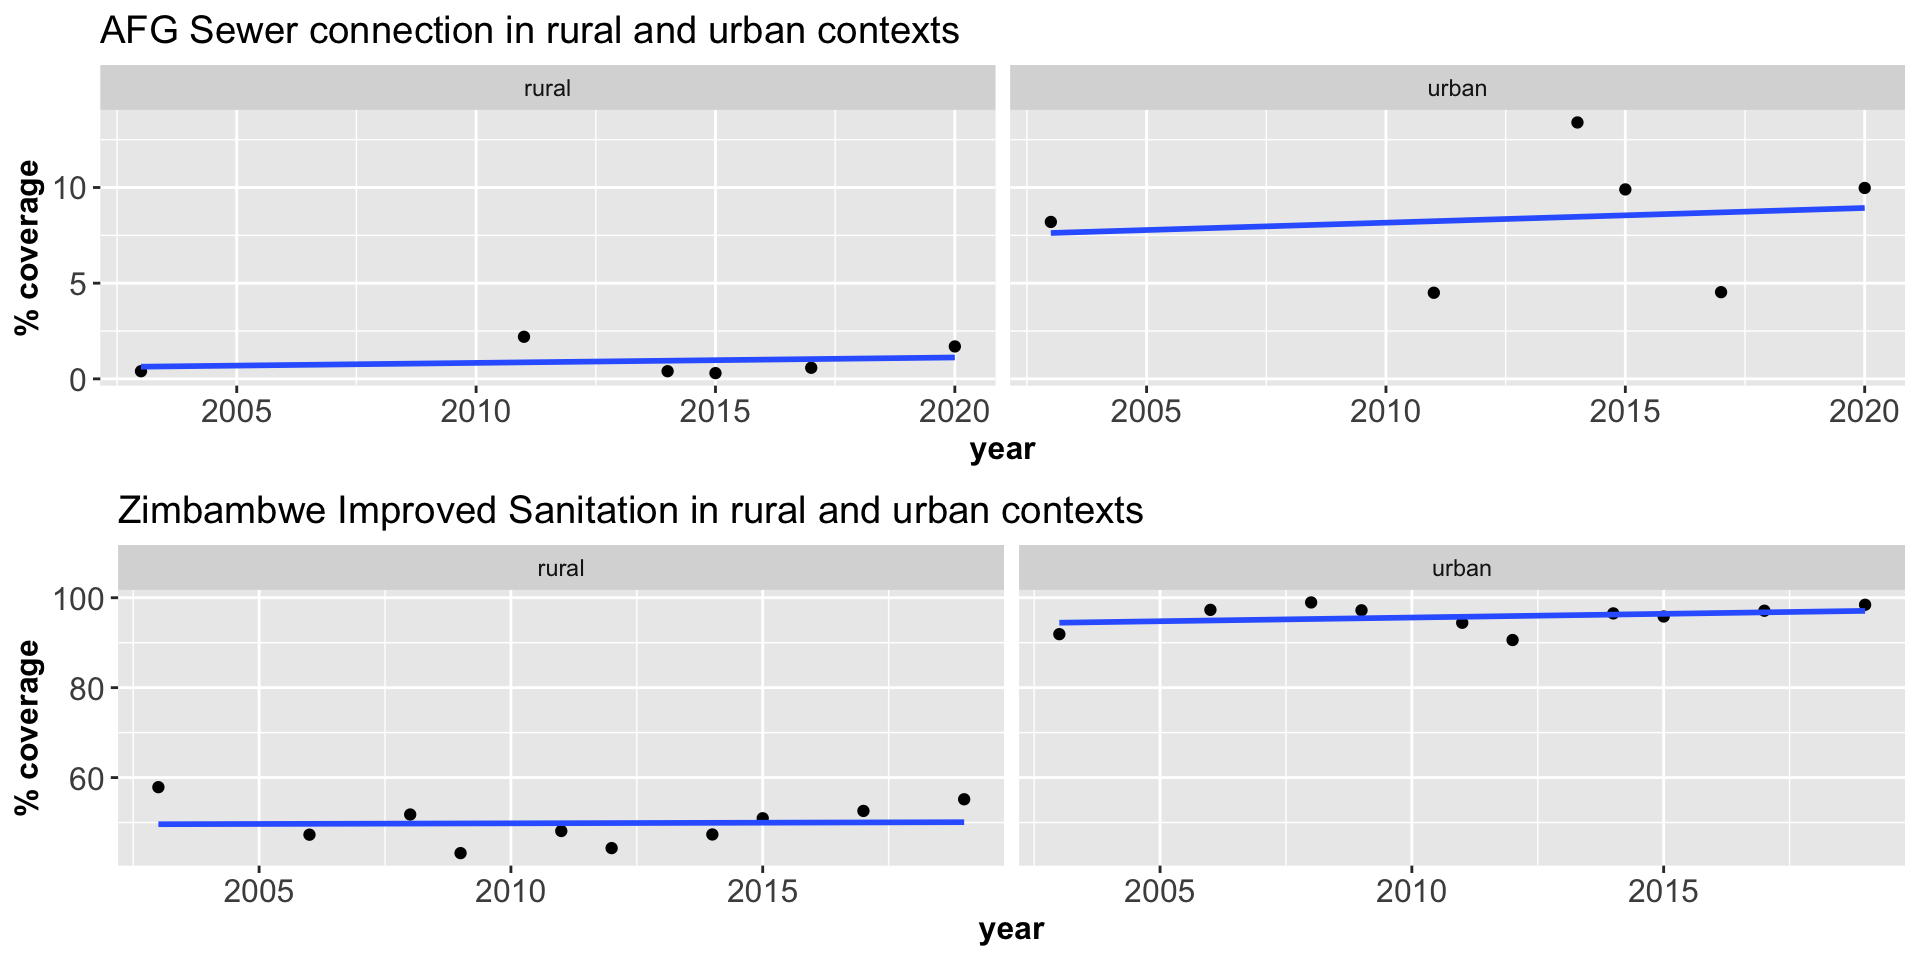 AFG Sewer connection in rural and urban contexts
rural
urban
% coverage
10
5
0
2005 2010 2015 2020
2005 2010 2015 2020
year
Zimbambwe Improved Sanitation in rural and urban contexts
rural
urban
% coverage
100
80
60
2005 2010 2015
2005 2010 2015
year